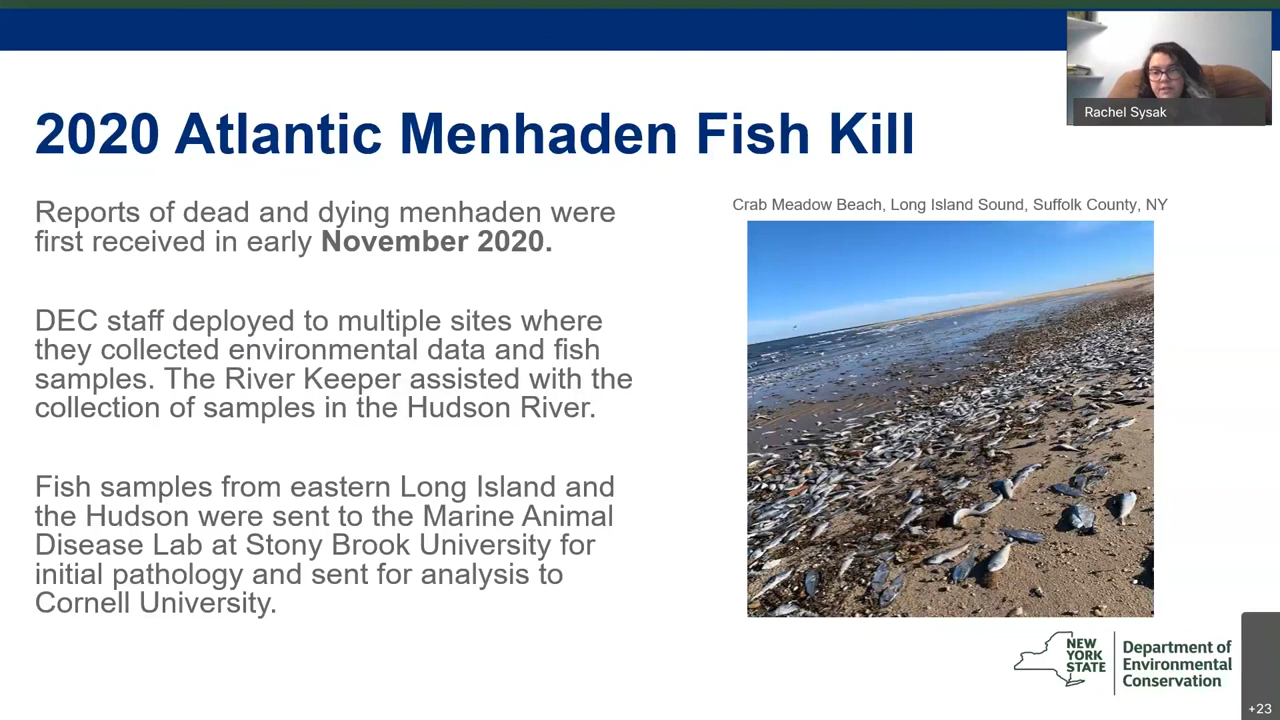 Rachel Sysak
2020 Atlantic Menhaden Fish Kill
Reports of dead and dying menhaden were
first received in early November 2020.
DEC staff deployed to multiple sites where
they collected environmental data and fish
samples. The River Keeper assisted with the
collection of samples in the Hudson River.
Fish samples from eastern Long Island and
the Hudson were sent to the Marine Animal
Disease Lab at Stony Brook University for
initial pathology and sent for analysis to
Cornell University.
Crab Meadow Beach, Long Island Sound, Suffolk County, NY
NEW
YORK
STATE
Department of
Environmental
Conservation
+23